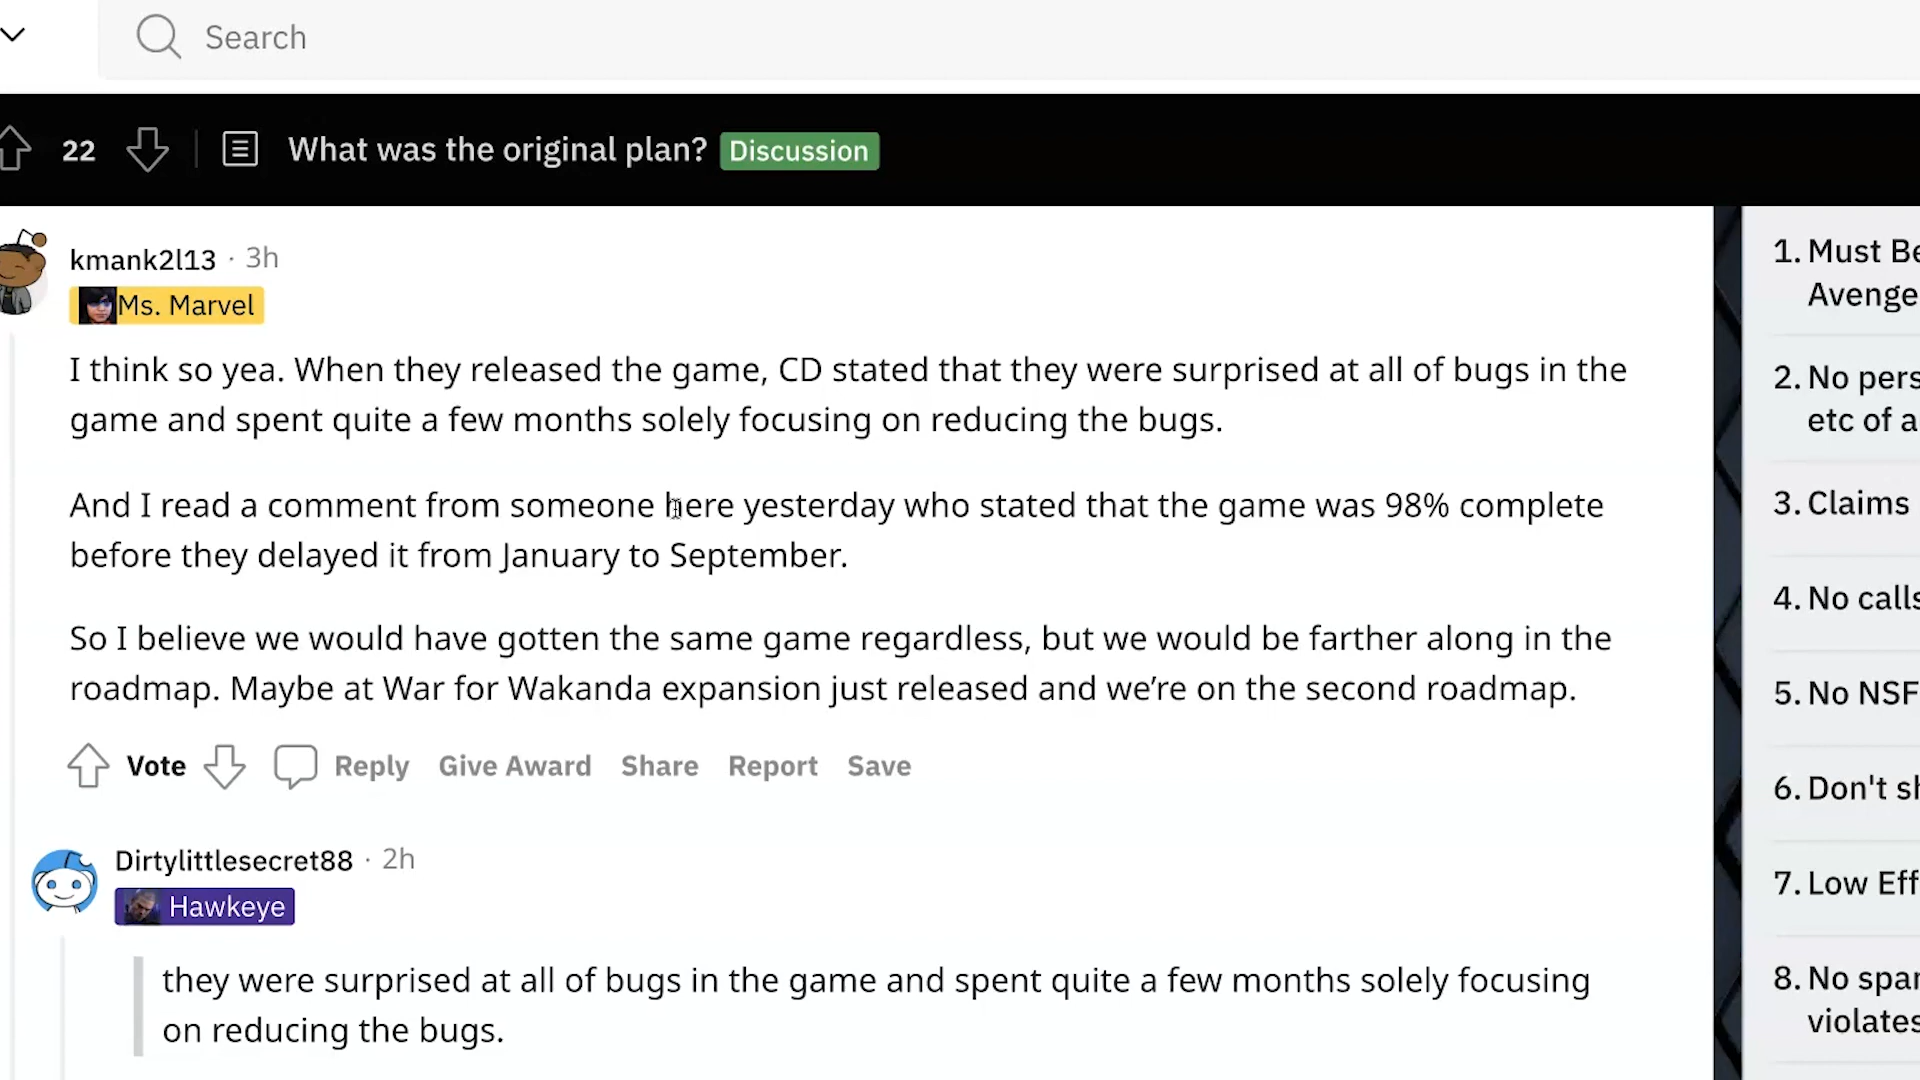 Search
22 What was the original plan? Discussion
kmank2l13 · 3h
Ms. Marvel
I think so yea. When they released the game, CD stated that they were surprised at all of bugs in the
game and spent quite a few months solely focusing on reducing the bugs.
And I read a comment from someone here yesterday who stated that the game was 98% complete
before they delayed it from January to September.
So I believe we would have gotten the same game regardless, but we would be farther along in the
roadmap. Maybe at War for Wakanda expansion just released and we’re on the second roadmap.
Vote Reply Give Award Share Report Save
Dirtylittlesecret88 · 2h
Hawkeye
they were surprised at all of bugs in the game and spent quite a few months solely focusing
on reducing the bugs.
1. Must Be
Avenge
2. No pers
etc of a
3. Claims
4. No calls
5. No NSF
6. Don't sh
7. Low Eff
8. No spam
violates